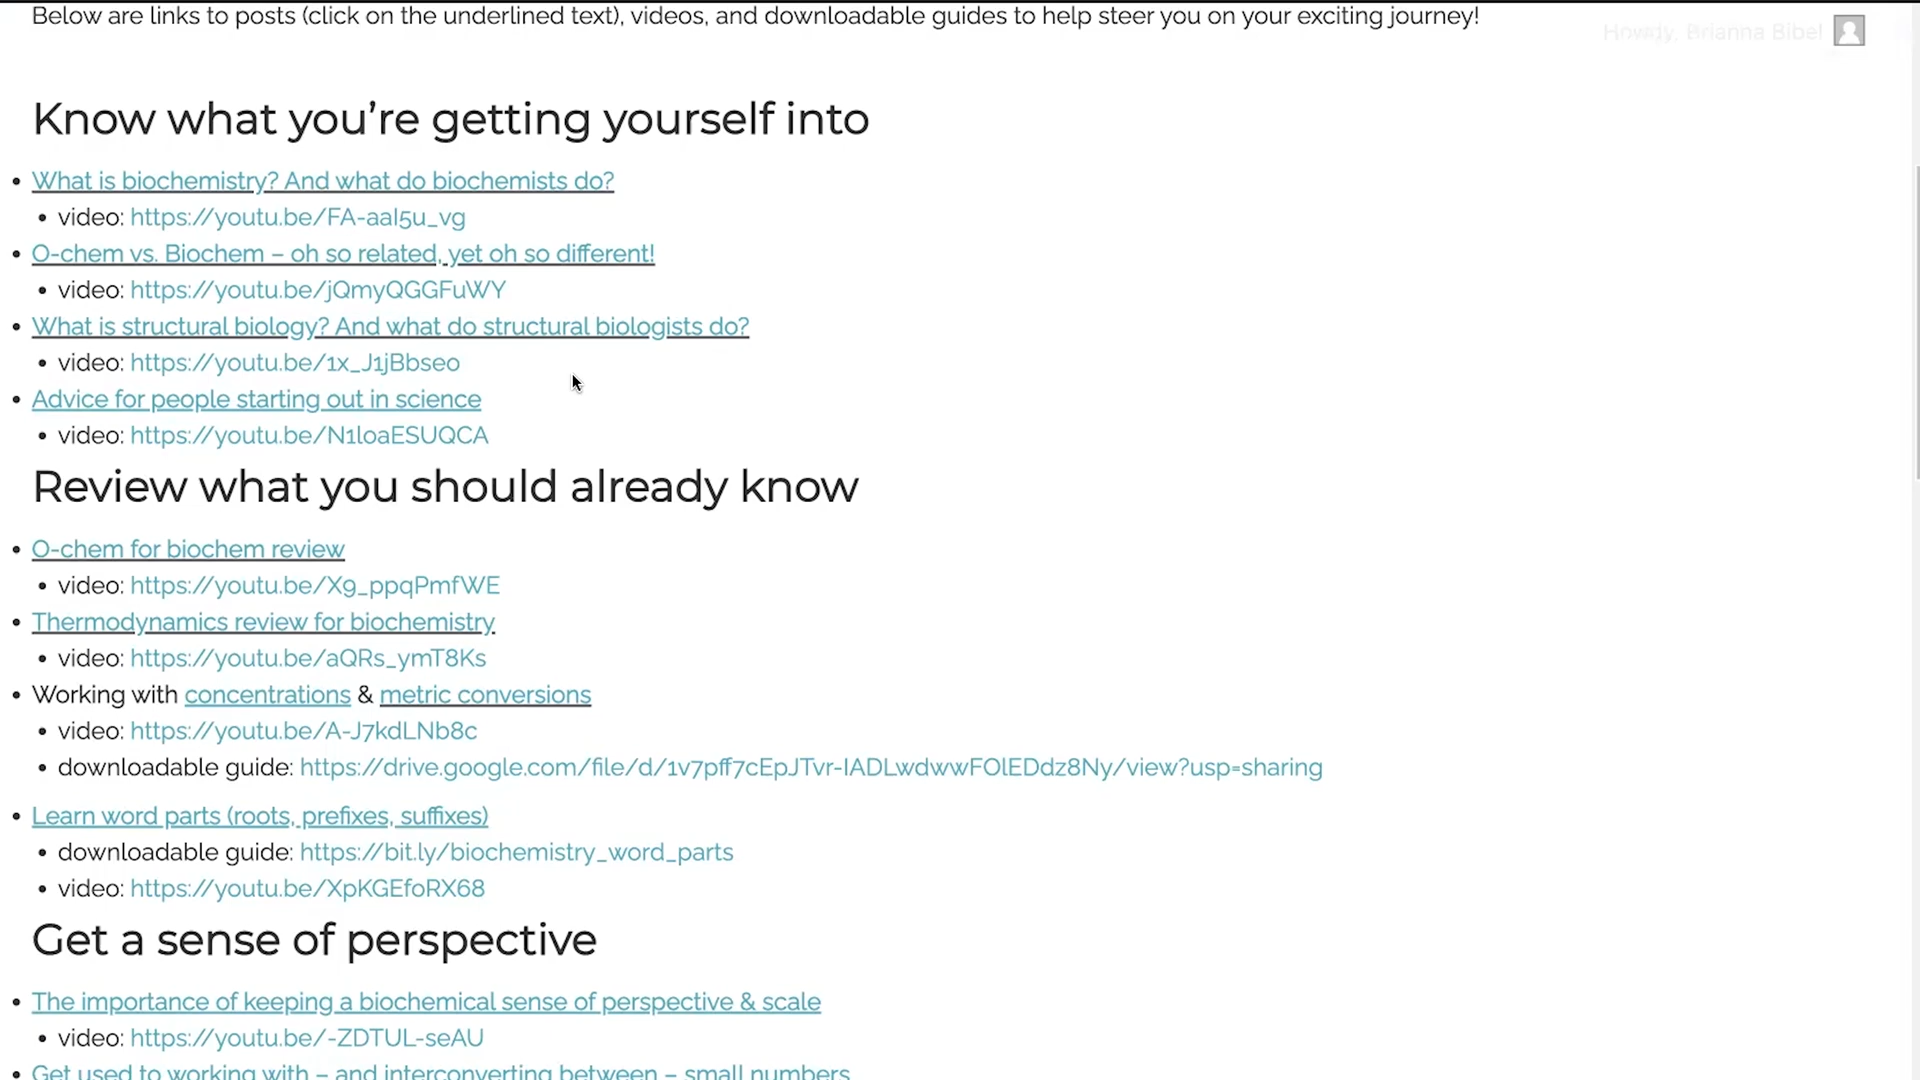 Below are links to posts (click on the underlined text), videos, and downloadable guides to help steer you on your exciting journey!
Howdy, Brianna Bibel
Know what you’re getting yourself into
• What is biochemistry? And what do biochemists do?
• video: https://youtu.be/FA-aaI5u_vg
• O-chem vs. Biochem – oh so related, yet oh so different!
• video: https://youtu.be/jQmyQGGFuWY
• What is structural biology? And what do structural biologists do?
• video: https://youtu.be/1x_J1jBbseo
• Advice for people starting out in science
• video: https://youtu.be/N1loaESUQCA
Review what you should already know
• O-chem for biochem review
• video: https://youtu.be/X9_ppqPmfWE
• Thermodynamics review for biochemistry
• video: https://youtu.be/aQRs_ymT8Ks
• Working with concentrations & metric conversions
• video: https://youtu.be/A-J7kdLNb8c
• downloadable guide: https://drive.google.com/file/d/1v7pff7cEpJTvr-IADLwdwwFOlEDdz8Ny/view?usp=sharing
• Learn word parts (roots, prefixes, suffixes)
• downloadable guide: https://bit.ly/biochemistry_word_parts
• video: https://youtu.be/XpKGEfoRX68
Get a sense of perspective
• The importance of keeping a biochemical sense of perspective & scale
• video: https://youtu.be/-ZDTUL-seAU
• Get used to working with – and interconverting between – small numbers